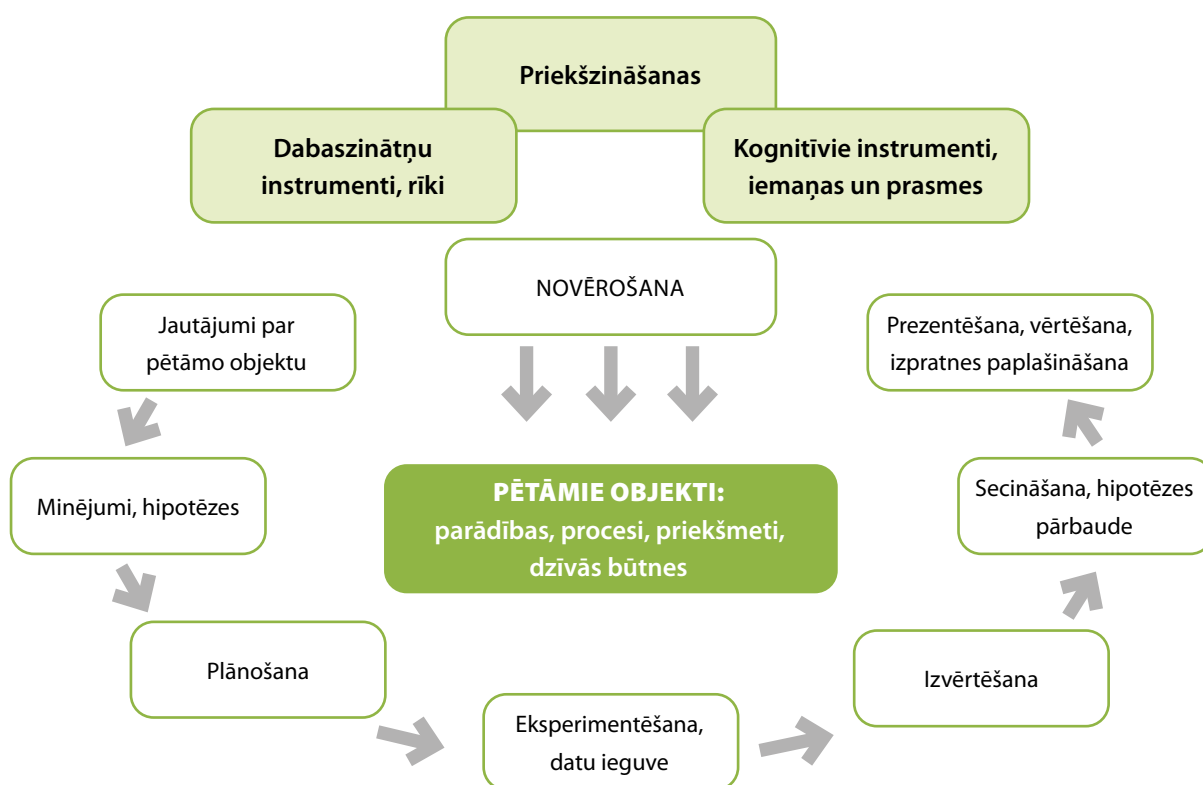 Priekšzināšanas
Dabaszinātņu
instrumenti, rīki
Kognitīvie instrumenti,
iemaņas un prasmes
NOVĒROŠANA
Jautājumi par
pētāmo objektu
Minējumi, hipotēzes
Plānošana
Eksperimentēšana,
datu ieguve
Izvērtēšana
Secināšana, hipotēzes
pārbaude
Prezentēšana, vērtēšana,
izpratnes paplašināšana
PĒTĀMIE OBJEKTI:
parādības, procesi, priekšmeti,
dzīvās būtnes